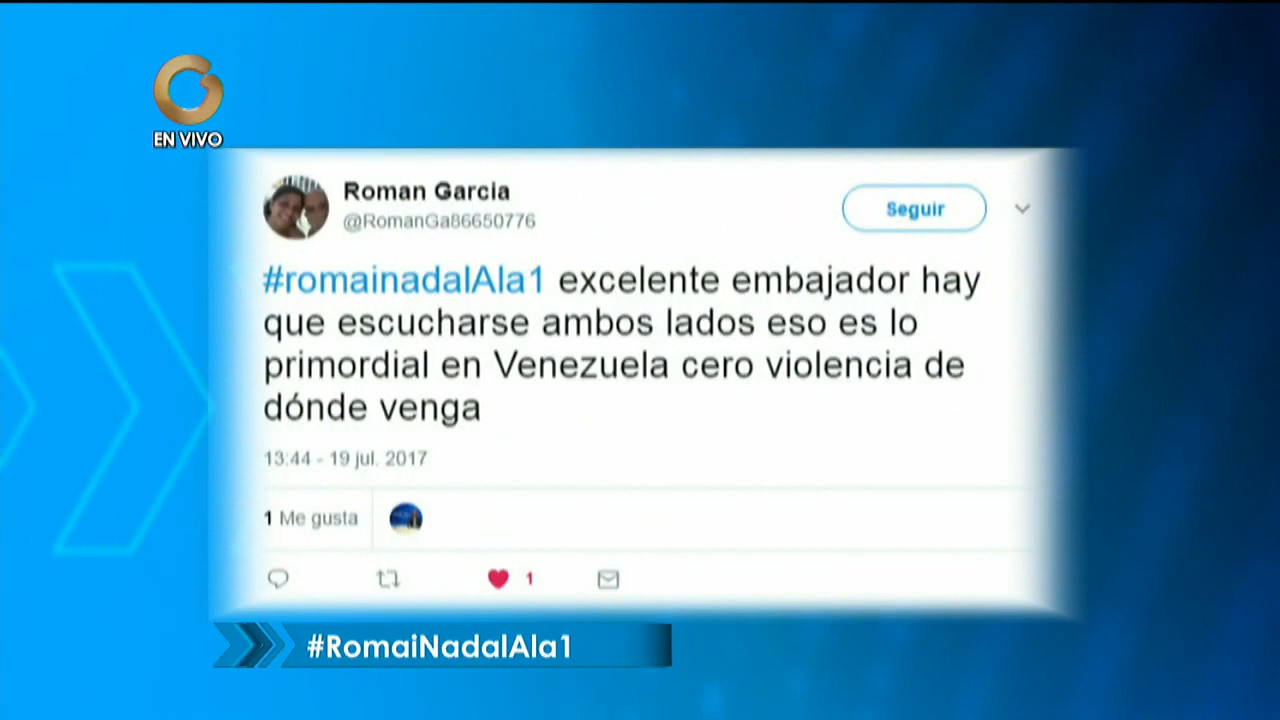 EN VIVO
Roman Garcia
@RomanGa86650776
Seguir
#romainadalAla1 excelente embajador hay
que escucharse ambos lados eso es lo
primordial en Venezuela cero violencia de
dónde venga
13:44 - 19 jul. 2017
1 Me gusta
1
#RomaiNadalAla1